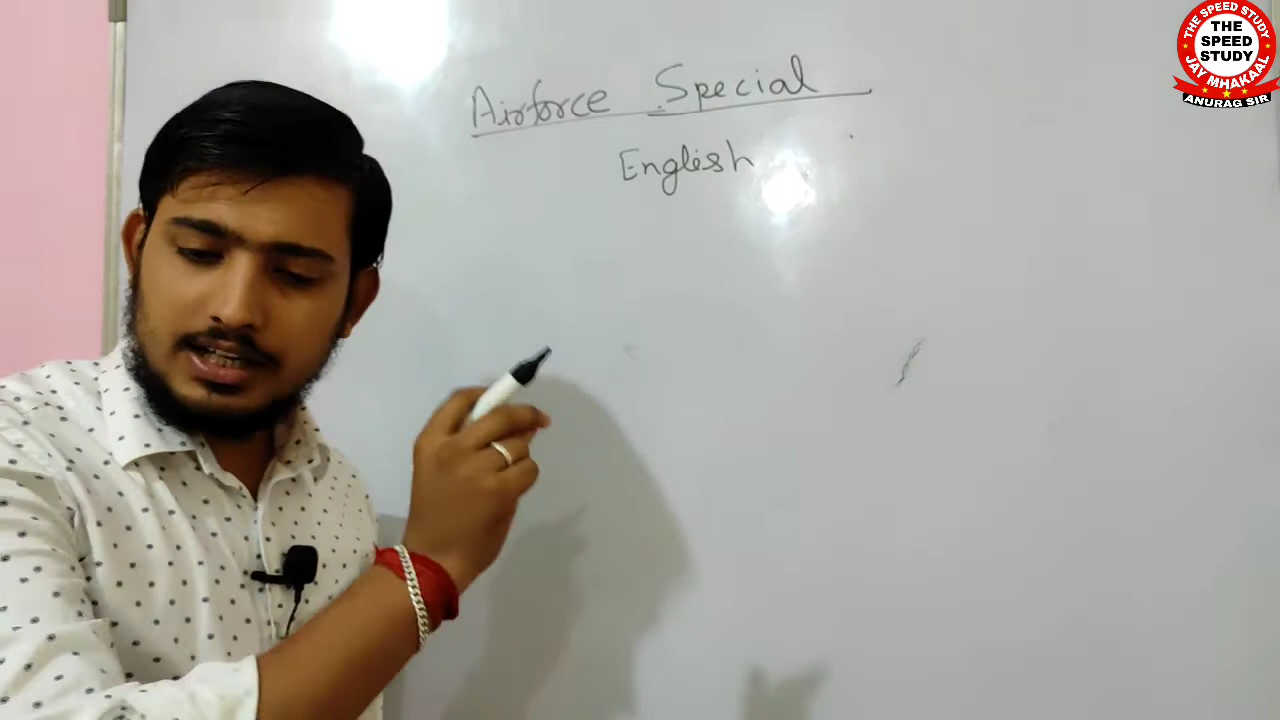 Airforce Special
English
THE SPEED STUDY
THE
SPEED
STUDY
JAY MHAKAAL
ANURAG SIR